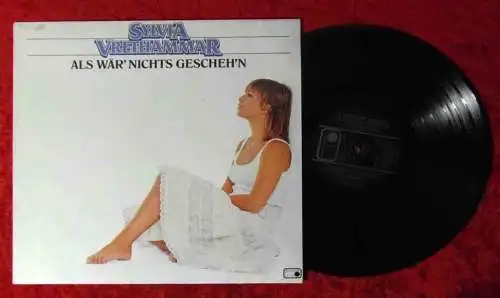 SYLVIA
VRETHAMMAR
ALS WÄR' NICHTS GESCHEH'N